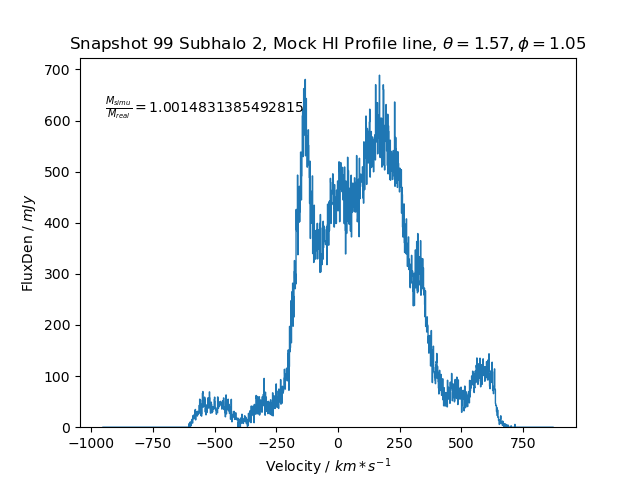 Snapshot 99 Subhalo 2, Mock HI Profile line, θ = 1.57, ϕ = 1.05
700
600
500
400
300
200
100
0
M_simu/M_real = 1.0014831385492815
FluxDen / mJy
−1000 −750 −500 −250 0 250 500 750
Velocity / km * s⁻¹